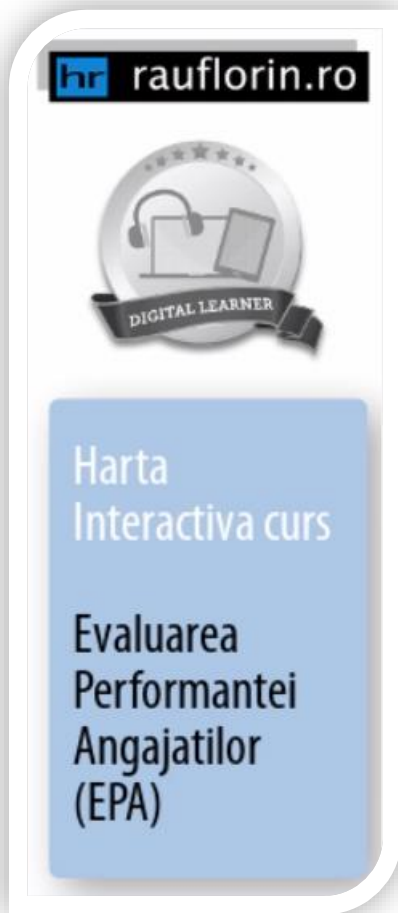 hr rauflorin.ro
DIGITAL LEARNER
Harta
Interactiva curs
Evaluarea
Performantei
Angajatilor
(EPA)